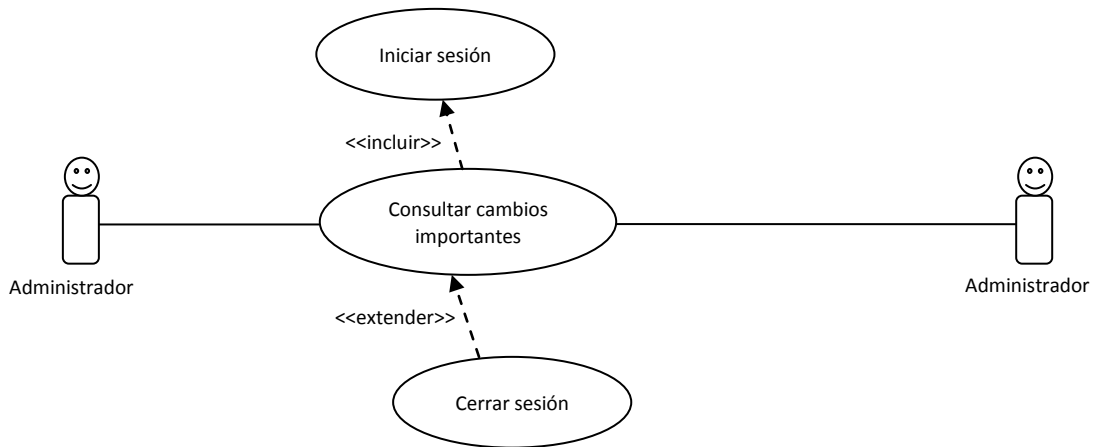 Iniciar sesión
<<incluir>>
Consultar cambios
importantes
Administrador
Administrador
<<extender>>
Cerrar sesión